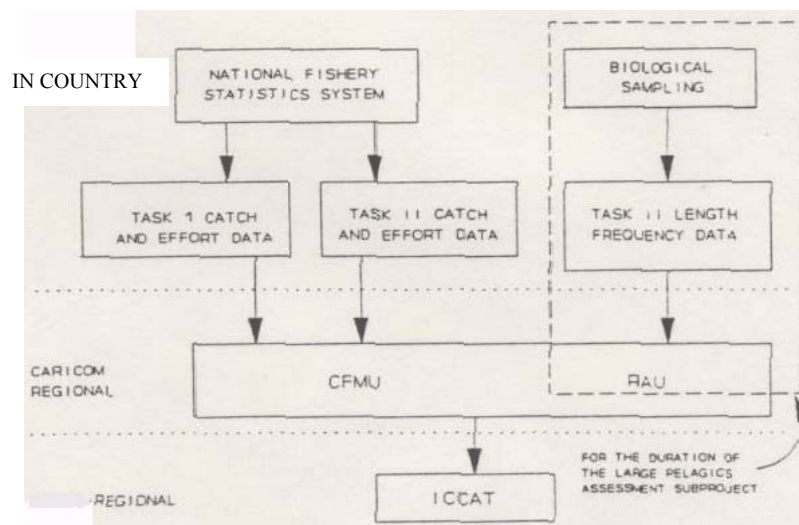 IN COUNTRY
NATIONAL FISHERY
STATISTICS SYSTEM
BIOLOGICAL
SAMPLING
TASK 1 CATCH
AND EFFORT DATA
TASK II CATCH
AND EFFORT DATA
TASK II LENGTH
FREQUENCY DATA
CARICOM
REGIONAL
CFMU
RAU
FOR THE DURATION OF
THE LARGE PELAGICS
ASSESSMENT SUBPROJECT
-REGIONAL
ICCAT